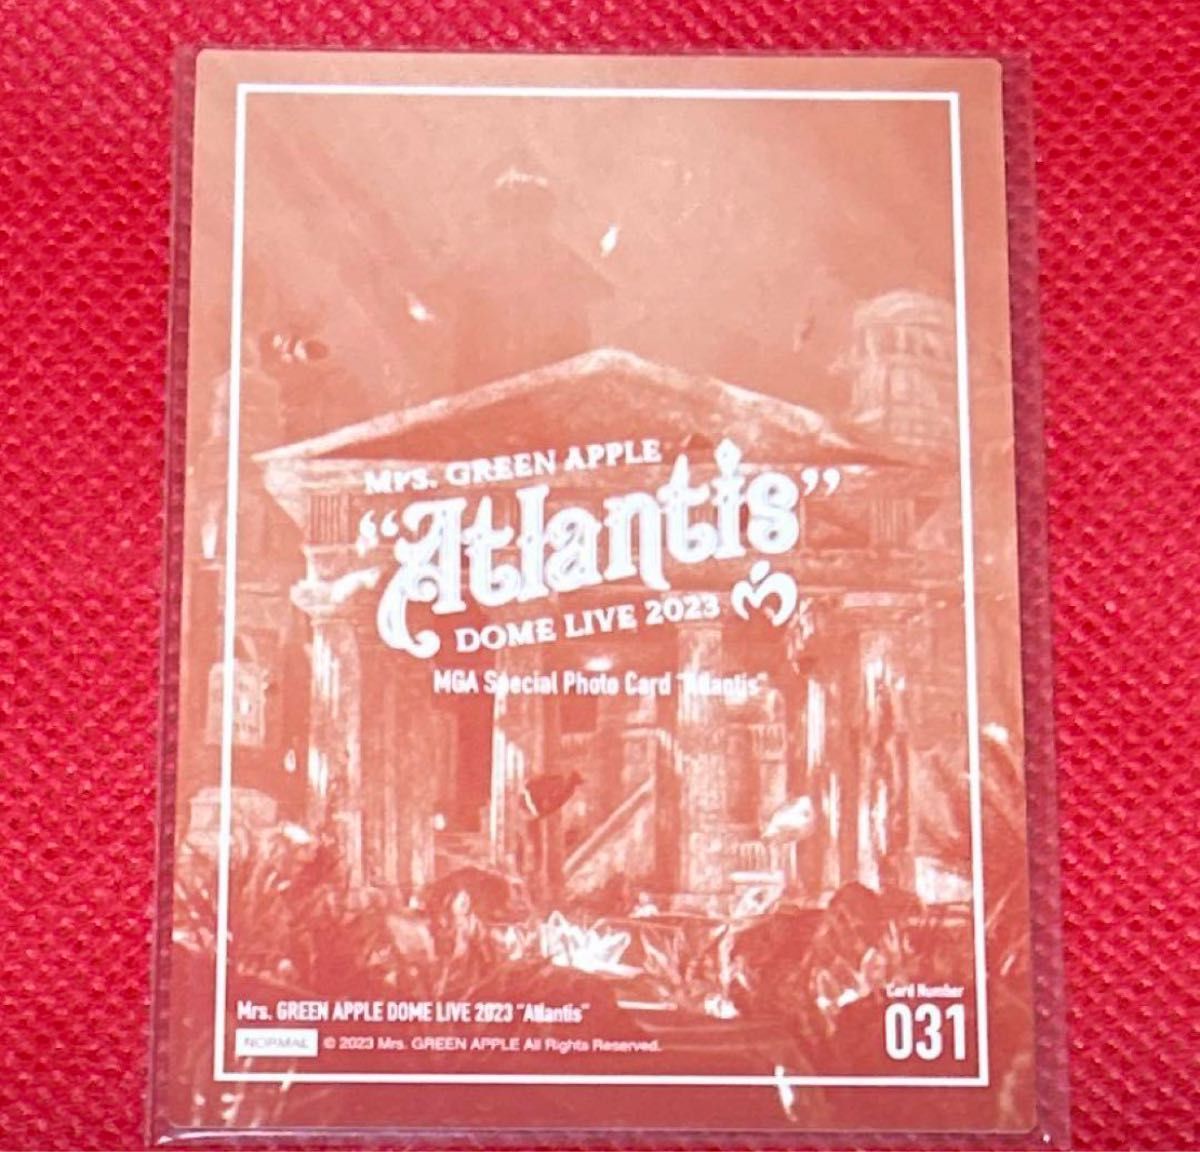 Mrs. GREEN APPLE
“Atlantis”
DOME LIVE 2023
MGA Special Photo Card "Atlantis"
Card Number
031
Mrs. GREEN APPLE DOME LIVE 2023 "Atlantis"
NORMAL © 2023 Mrs. GREEN APPLE All Rights Reserved.